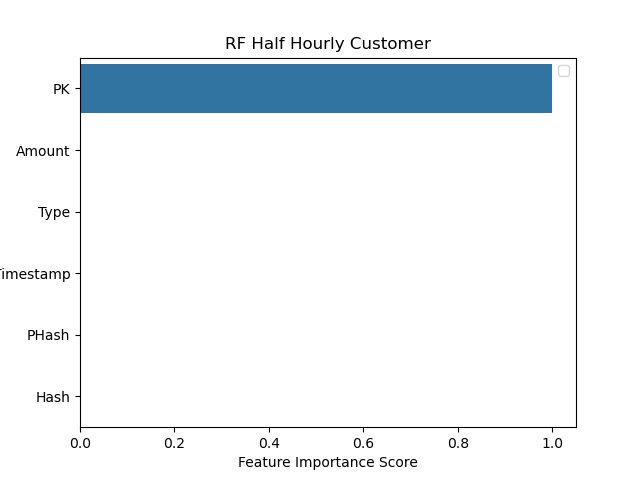 RF Half Hourly Customer
PK
Amount
Type
Timestamp
PHash
Hash
0.0 0.2 0.4 0.6 0.8 1.0
Feature Importance Score